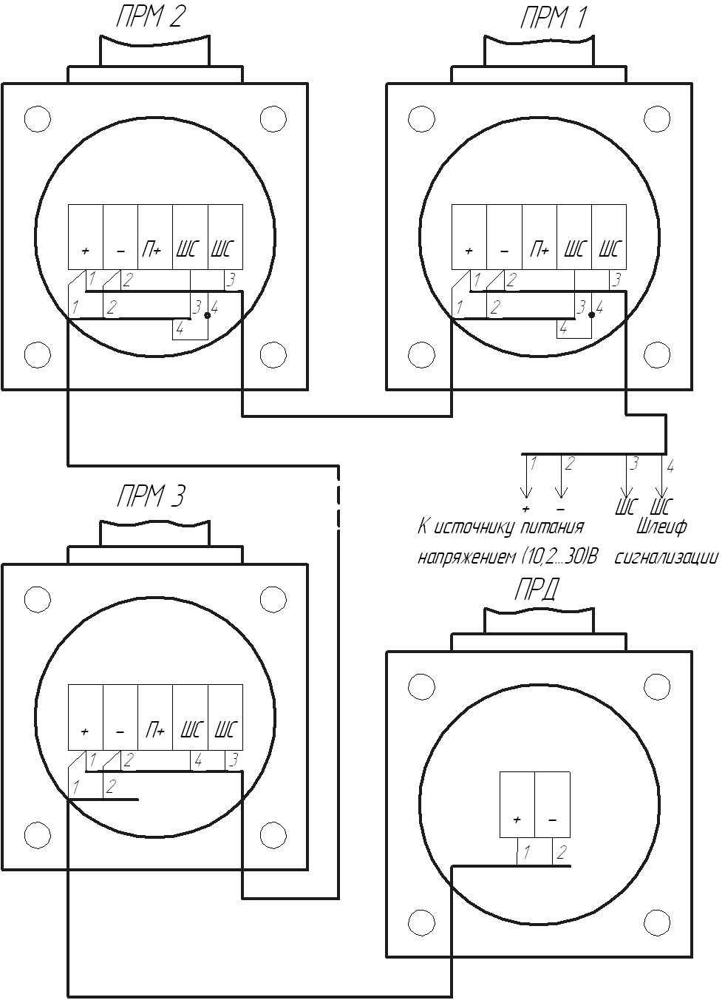 ПРМ 2
ПРМ 1
+ − П+ ШС ШС
1 2 3
1 2 3 4
4
+ − П+ ШС ШС
1 2 3
1 2 3 4
4
1 2 3 4
+ − ШС ШС
К источнику питания
напряжением (10,2...30)В
Шлейф
сигнализации
ПРМ 3
+ − П+ ШС ШС
1 2 4 3
1 2
ПРД
+ −
1 2